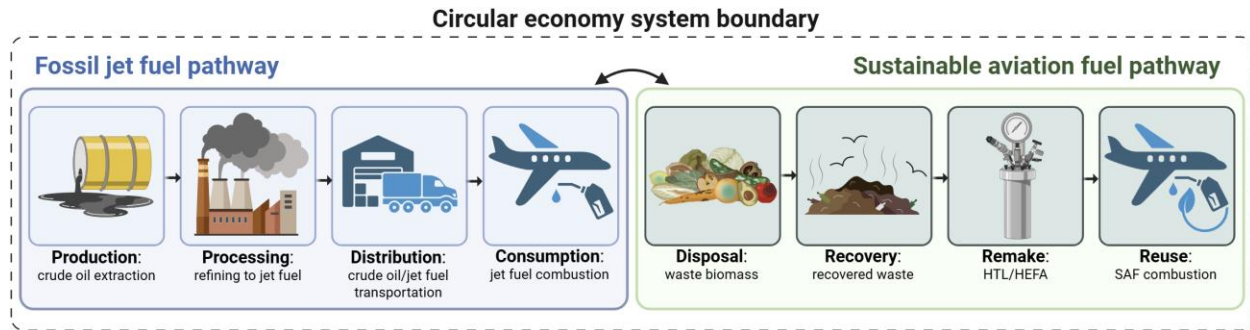 Circular economy system boundary
Fossil jet fuel pathway
Sustainable aviation fuel pathway
Production:
crude oil extraction
Processing:
refining to jet fuel
Distribution:
crude oil/jet fuel
transportation
Consumption:
jet fuel combustion
Disposal:
waste biomass
Recovery:
recovered waste
Remake:
HTL/HEFA
Reuse:
SAF combustion